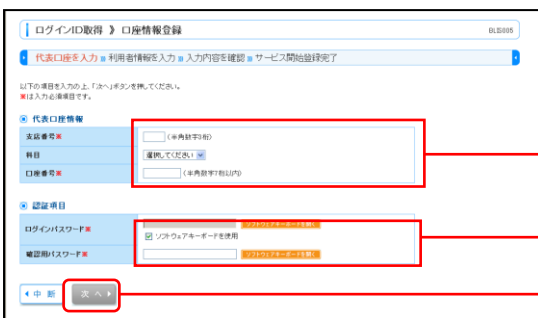 ログインID取得 》 口座情報登録
BLIS005
代表口座を入力 » 利用者情報を入力 » 入力内容を確認 » サービス開始登録完了
以下の項目を入力の上、「次へ」ボタンを押してください。
※は入力必須項目です。
代表口座情報
支店番号※ (半角数字3桁)
科目 選択してください
口座番号※ (半角数字7桁以内)
認証項目
ログインパスワード※ ソフトウェアキーボードを開く
ソフトウェアキーボードを使用
確認用パスワード※ ソフトウェアキーボードを開く
中 断 次 へ